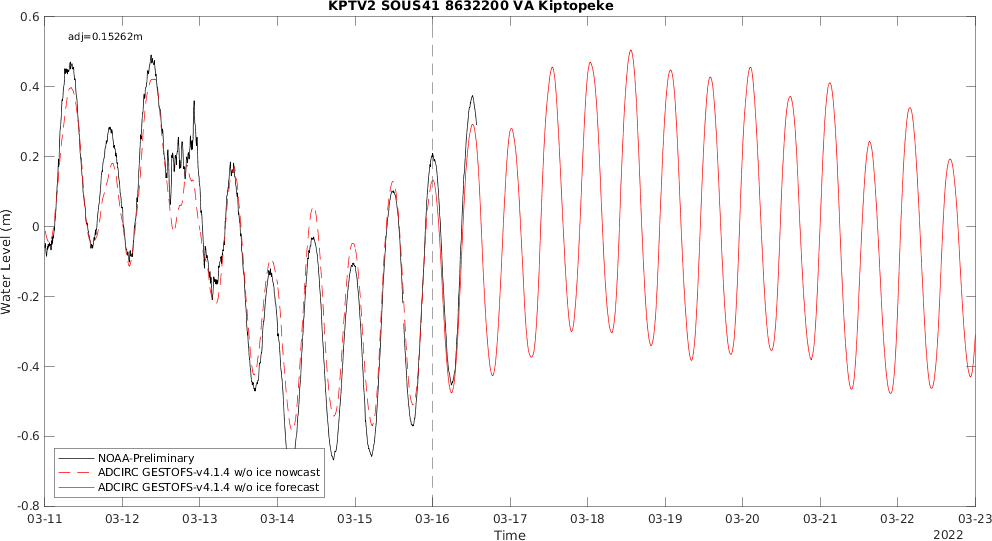 KPTV2 SOUS41 8632200 VA Kiptopeke
adj=0.15262m
0.6
0.4
0.2
0
-0.2
-0.4
-0.6
-0.8
Water Level (m)
NOAA-Preliminary
ADCIRC GESTOFS-v4.1.4 w/o ice nowcast
ADCIRC GESTOFS-v4.1.4 w/o ice forecast
03-11 03-12 03-13 03-14 03-15 03-16 03-17 03-18 03-19 03-20 03-21 03-22 03-23
Time
2022